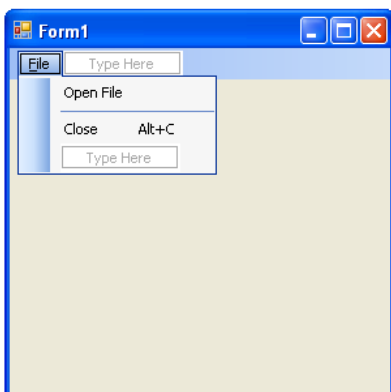 Form1
File Type Here
Open File
Close Alt+C
Type Here